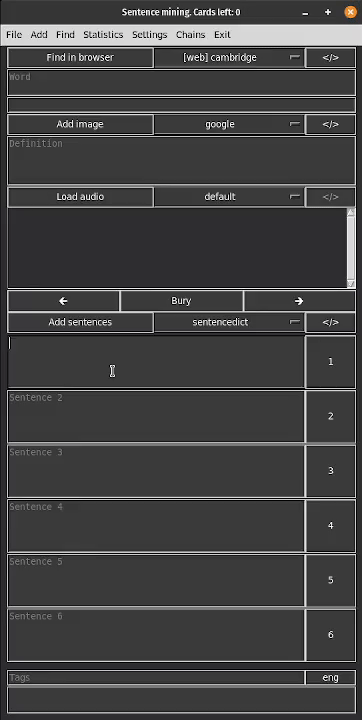 Sentence mining. Cards left: 0
File Add Find Statistics Settings Chains Exit
Find in browser [web] cambridge </>
Word
Add image google </>
Definition
Load audio default </>
← Bury →
Add sentences sentencedict </>
1
Sentence 2 2
Sentence 3 3
Sentence 4 4
Sentence 5 5
Sentence 6 6
Tags eng